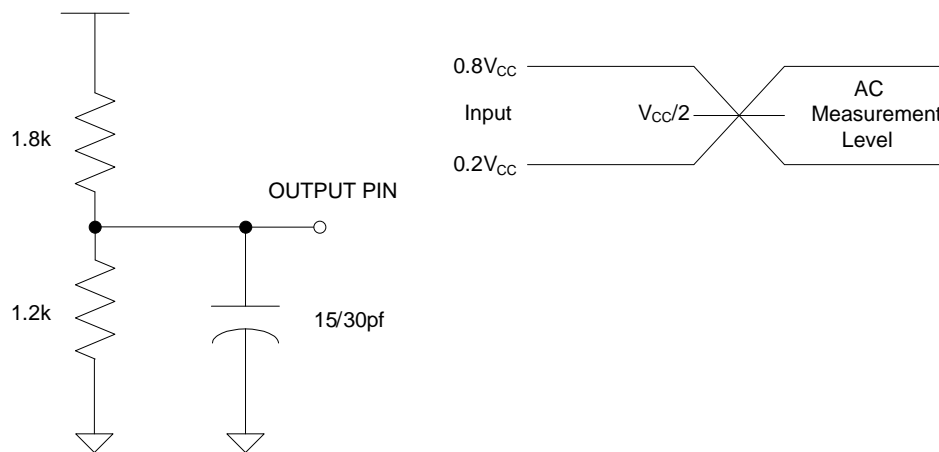 1.8k
OUTPUT PIN
1.2k
15/30pf
0.8VCC
Input
VCC/2
0.2VCC
AC
Measurement
Level